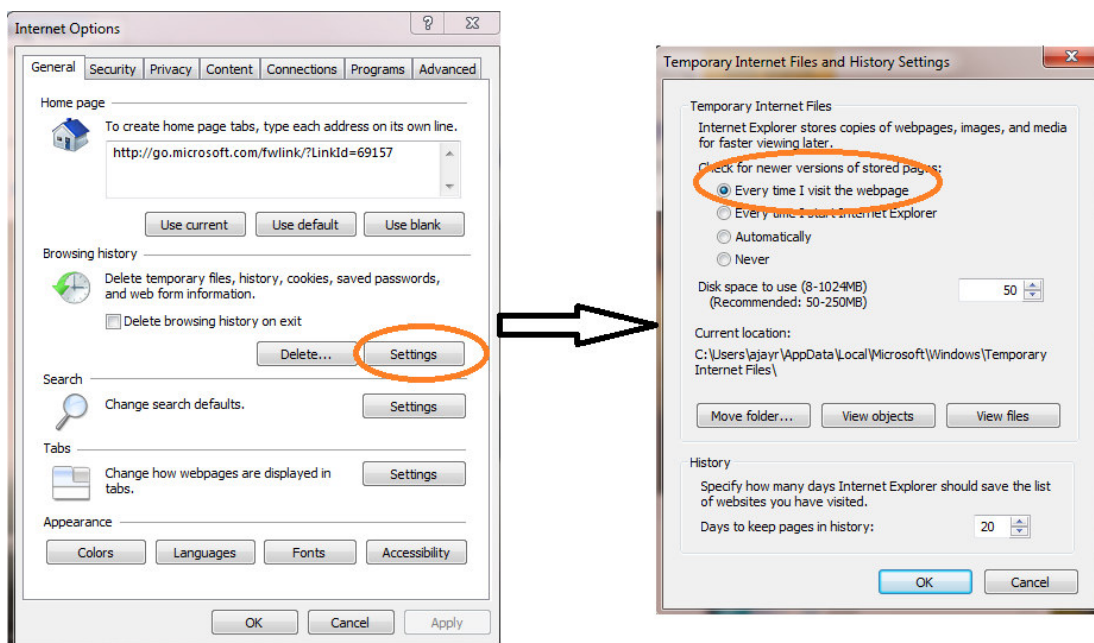 Internet Options
General Security Privacy Content Connections Programs Advanced
Home page
To create home page tabs, type each address on its own line.
http://go.microsoft.com/fwlink/?LinkId=69157
Use current Use default Use blank
Browsing history
Delete temporary files, history, cookies, saved passwords,
and web form information.
Delete browsing history on exit
Delete... Settings
Search
Change search defaults.
Settings
Tabs
Change how webpages are displayed in
tabs.
Settings
Appearance
Colors Languages Fonts Accessibility
OK Cancel Apply
Temporary Internet Files and History Settings
Temporary Internet Files
Internet Explorer stores copies of webpages, images, and media
for faster viewing later.
Check for newer versions of stored pages:
Every time I visit the webpage
Every time I start Internet Explorer
Automatically
Never
Disk space to use (8-1024MB)
(Recommended: 50-250MB)
50
Current location:
C:\Users\ajayr\AppData\Local\Microsoft\Windows\Temporary
Internet Files\
Move folder... View objects View files
History
Specify how many days Internet Explorer should save the list
of websites you have visited.
Days to keep pages in history: 20
OK Cancel